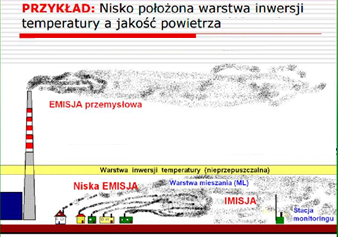 PRZYKŁAD: Nisko położona warstwa inwersji
temperatury a jakość powietrza
EMISJA przemysłowa
Warstwa inwersji temperatury (nieprzepuszczalna)
Niska EMISJA
Warstwa mieszania (ML)
IMISJA
Stacja
monitoringu